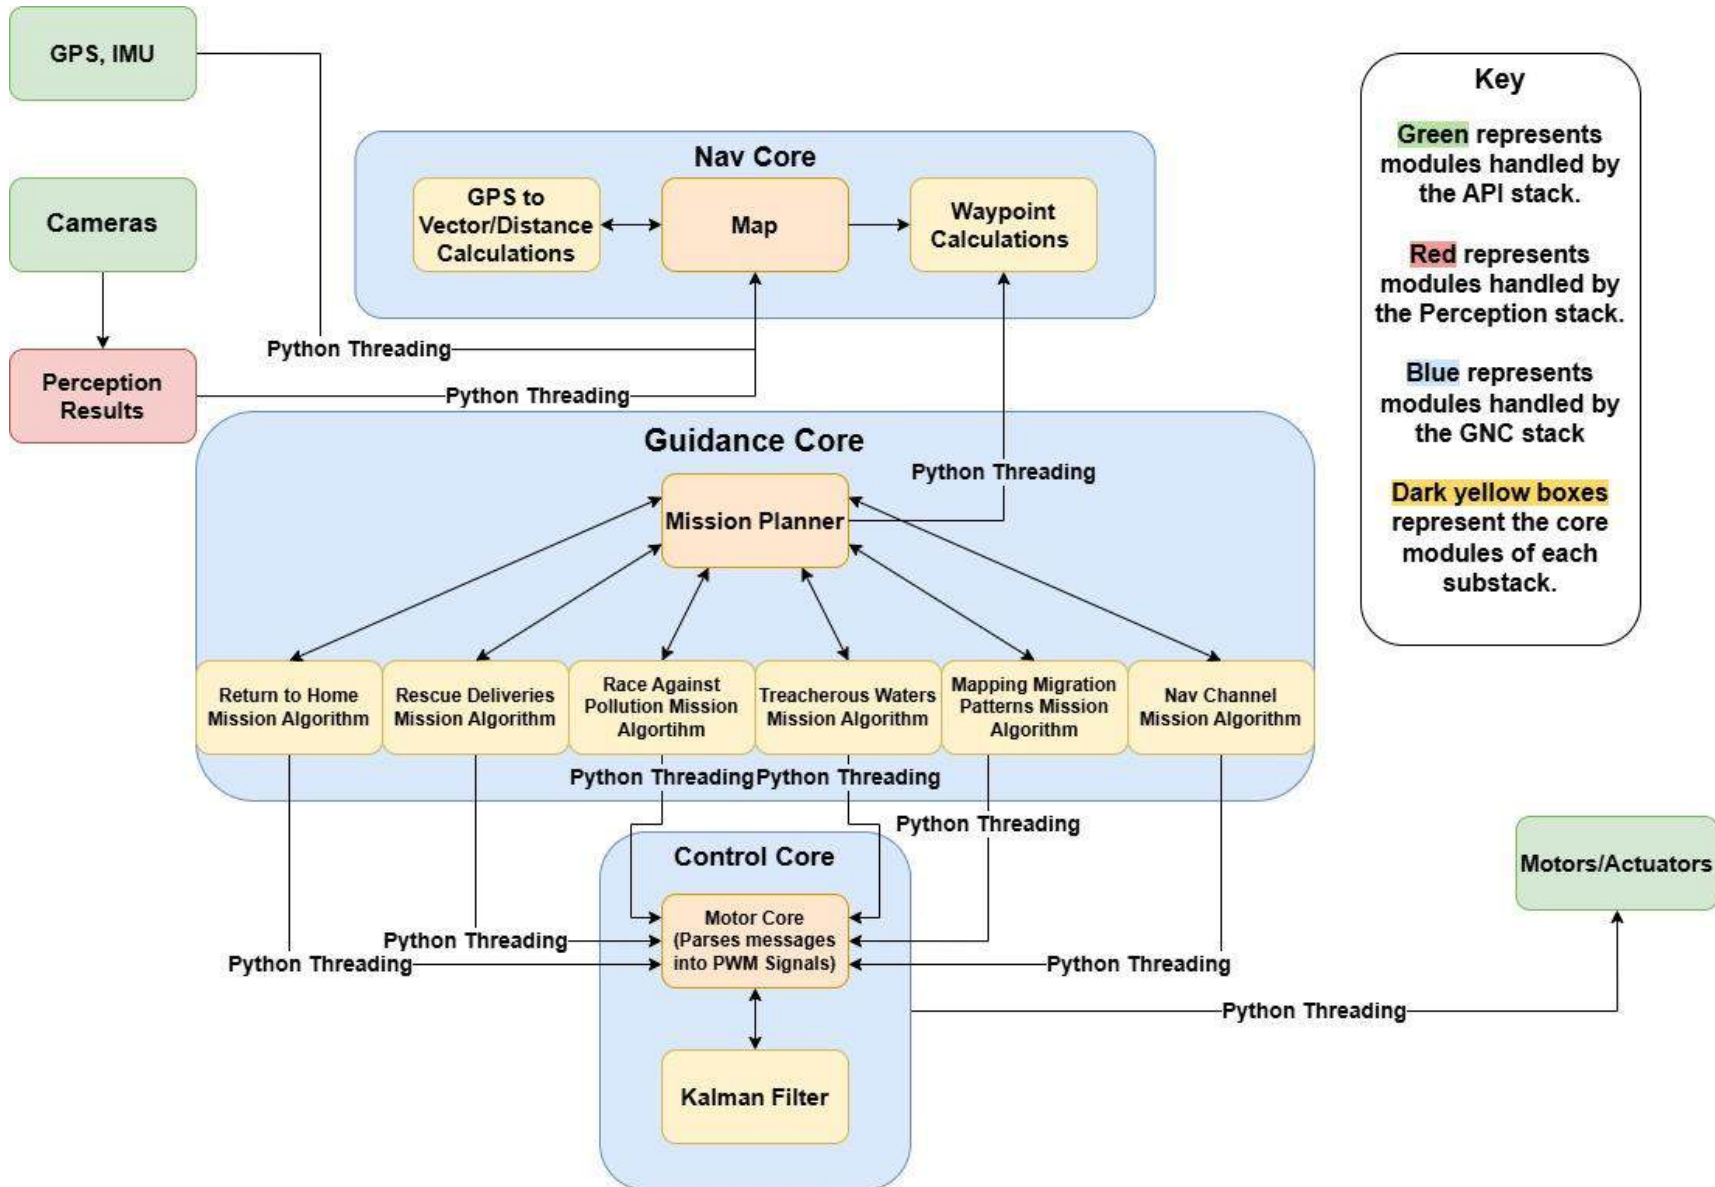 GPS, IMU
Cameras
Perception
Results
Nav Core
GPS to
Vector/Distance
Calculations
Map
Waypoint
Calculations
Python Threading
Python Threading
Guidance Core
Python Threading
Mission Planner
Return to Home
Mission Algorithm
Rescue Deliveries
Mission Algorithm
Race Against
Pollution Mission
Algortihm
Treacherous Waters
Mission Algorithm
Mapping Migration
Patterns Mission
Algorithm
Nav Channel
Mission Algorithm
Python Threading
Python Threading
Python Threading
Python Threading
Python Threading
Python Threading
Control Core
Motor Core
(Parses messages
into PWM Signals)
Kalman Filter
Python Threading
Motors/Actuators
Key
Green represents
modules handled by
the API stack.
Red represents
modules handled by
the Perception stack.
Blue represents
modules handled by
the GNC stack
Dark yellow boxes
represent the core
modules of each
substack.